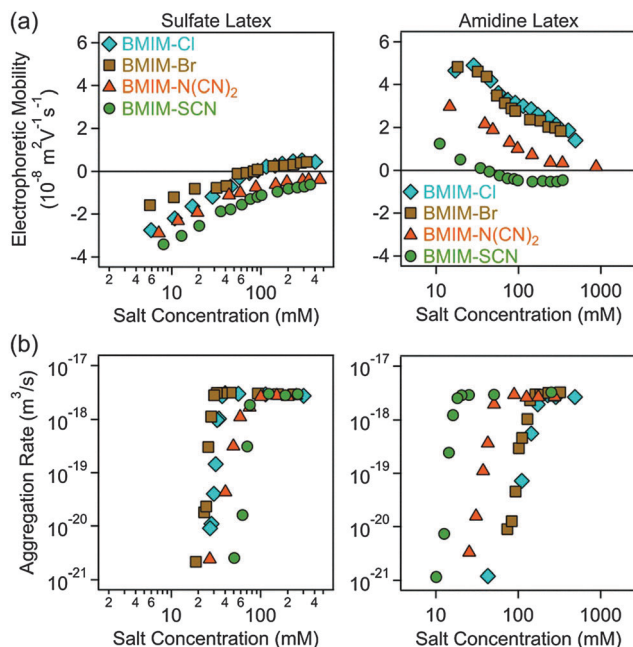 (a)
Sulfate Latex
Amidine Latex
Electrophoretic Mobility
(10⁻⁸ m²V⁻¹s⁻¹)
6
4
2
0
-2
-4
BMIM-Cl
BMIM-Br
BMIM-N(CN)₂
BMIM-SCN
2 4 6 10 2 4 6 100 2 4
Salt Concentration (mM)
6
4
2
0
-2
-4
BMIM-Cl
BMIM-Br
BMIM-N(CN)₂
BMIM-SCN
10 100 1000
Salt Concentration (mM)
(b)
Aggregation Rate (m³/s)
10⁻¹⁷
10⁻¹⁸
10⁻¹⁹
10⁻²⁰
10⁻²¹
2 4 6 10 2 4 6 100 2 4
Salt Concentration (mM)
10⁻¹⁷
10⁻¹⁸
10⁻¹⁹
10⁻²⁰
10⁻²¹
10 100 1000
Salt Concentration (mM)